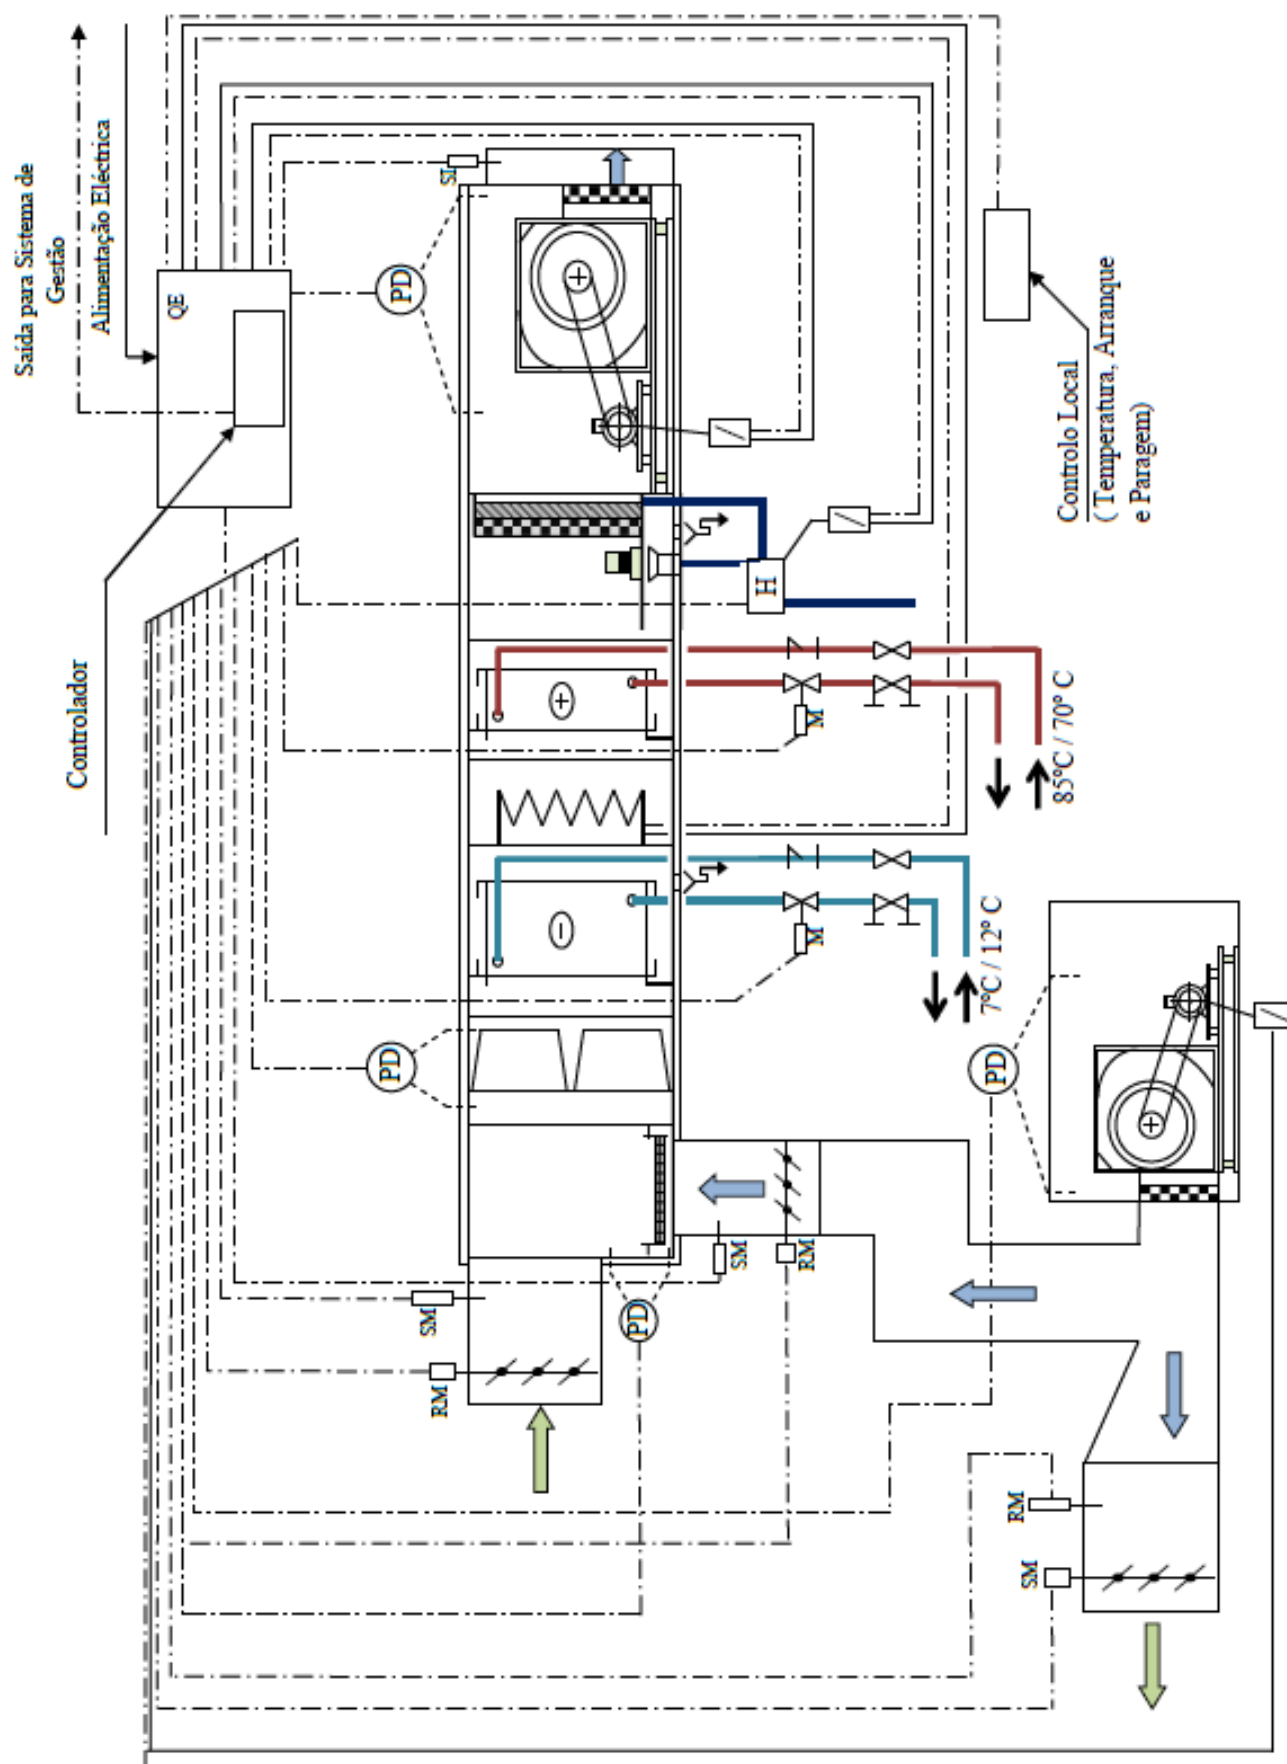 Saída para Sistema de
Gestão
Alimentação Eléctrica
QE
Controlador
PD
SI
Controlo Local
(Temperatura, Arranque
e Paragem)
H
M
85ºC / 70º C
M
7ºC / 12º C
PD
PD
SM
RM
SM
RM
PD
RM
SM